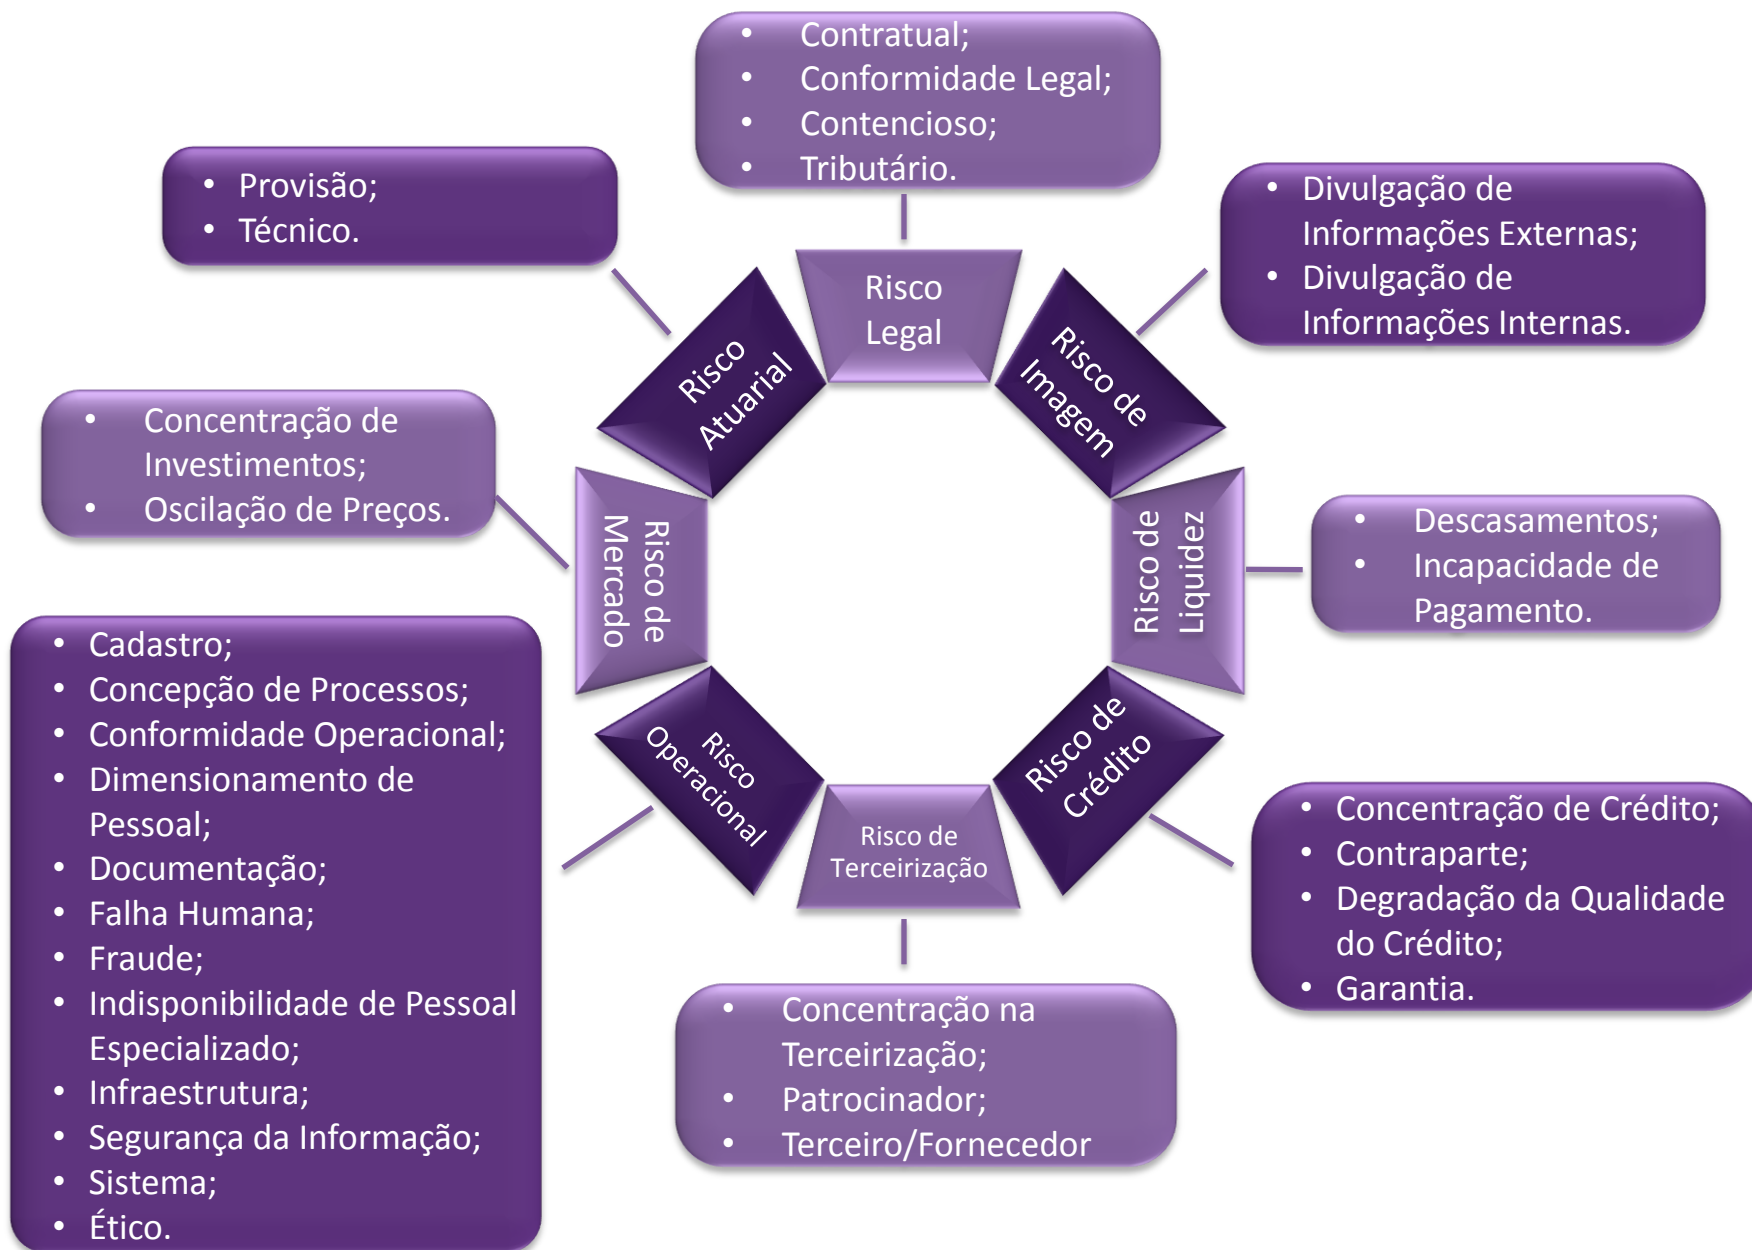 • Contratual;
• Conformidade Legal;
• Contencioso;
• Tributário.
• Provisão;
• Técnico.
• Divulgação de
Informações Externas;
• Divulgação de
Informações Internas.
Risco
Legal
Risco
Atuarial
Risco de
Imagem
• Concentração de
Investimentos;
• Oscilação de Preços.
Risco de
Mercado
Risco de
Liquidez
• Descasamentos;
• Incapacidade de
Pagamento.
• Cadastro;
• Concepção de Processos;
• Conformidade Operacional;
• Dimensionamento de
Pessoal;
• Documentação;
• Falha Humana;
• Fraude;
• Indisponibilidade de Pessoal
Especializado;
• Infraestrutura;
• Segurança da Informação;
• Sistema;
• Ético.
Risco
Operacional
Risco de
Terceirização
Risco de
Crédito
• Concentração de Crédito;
• Contraparte;
• Degradação da Qualidade
do Crédito;
• Garantia.
• Concentração na
Terceirização;
• Patrocinador;
• Terceiro/Fornecedor